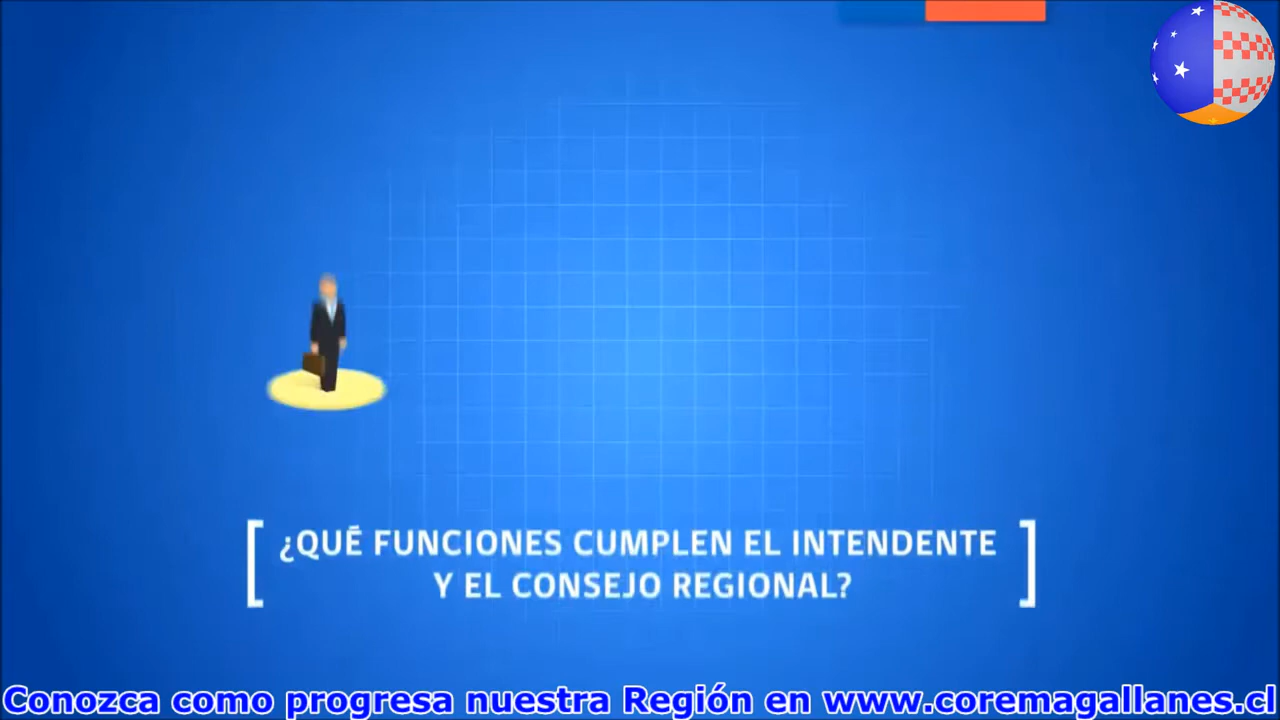 ¿QUÉ FUNCIONES CUMPLEN EL INTENDENTE
Y EL CONSEJO REGIONAL?
Conozca como progresa nuestra Región en www.coremagallanes.cl